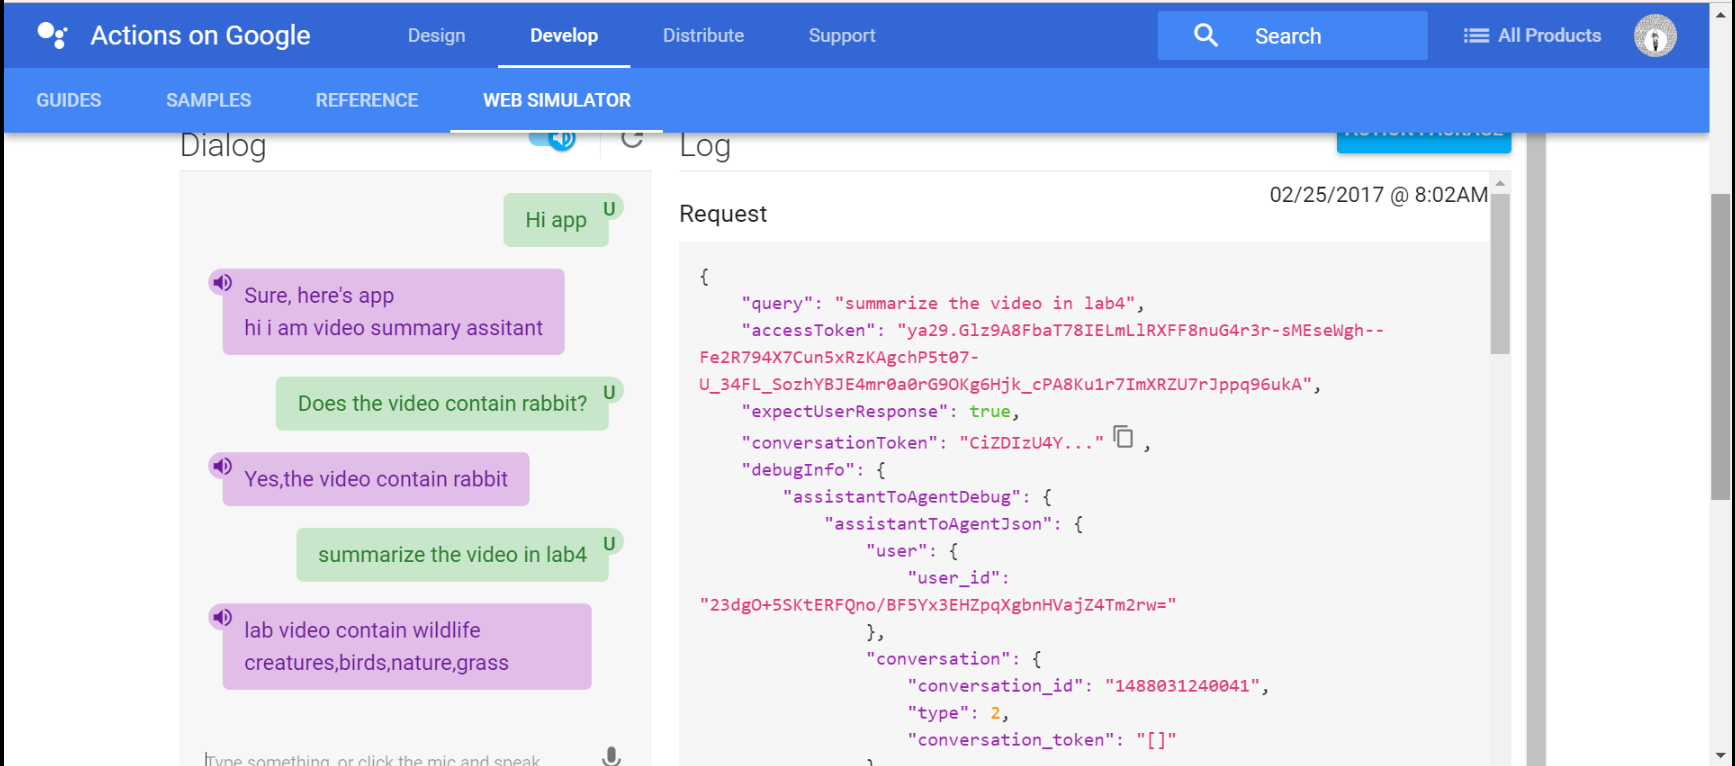 Actions on Google
Design
Develop
Distribute
Support
Search
All Products
GUIDES
SAMPLES
REFERENCE
WEB SIMULATOR
Dialog
Log
ACTION PACKAGE
Hi app
U
Sure, here's app
hi i am video summary assitant
Does the video contain rabbit?
U
Yes,the video contain rabbit
summarize the video in lab4
U
lab video contain wildlife
creatures,birds,nature,grass
Type something, or click the mic and speak
02/25/2017 @ 8:02AM
Request
{
"query": "summarize the video in lab4",
"accessToken": "ya29.Glz9A8FbaT78IELmLlRXFF8nuG4r3r-sMEseWgh--
Fe2R794X7Cun5xRzKAgchP5t07-
U_34FL_SozhYBJE4mr0a0rG9OKg6Hjk_cPA8Ku1r7ImXRZU7rJppq96ukA",
"expectUserResponse": true,
"conversationToken": "CiZDIzU4Y..." ,
"debugInfo": {
"assistantToAgentDebug": {
"assistantToAgentJson": {
"user": {
"user_id":
"23dgO+5SKtERFQno/BF5Yx3EHZpqXgbnHVajZ4Tm2rw="
},
"conversation": {
"conversation_id": "1488031240041",
"type": 2,
"conversation_token": "[]"